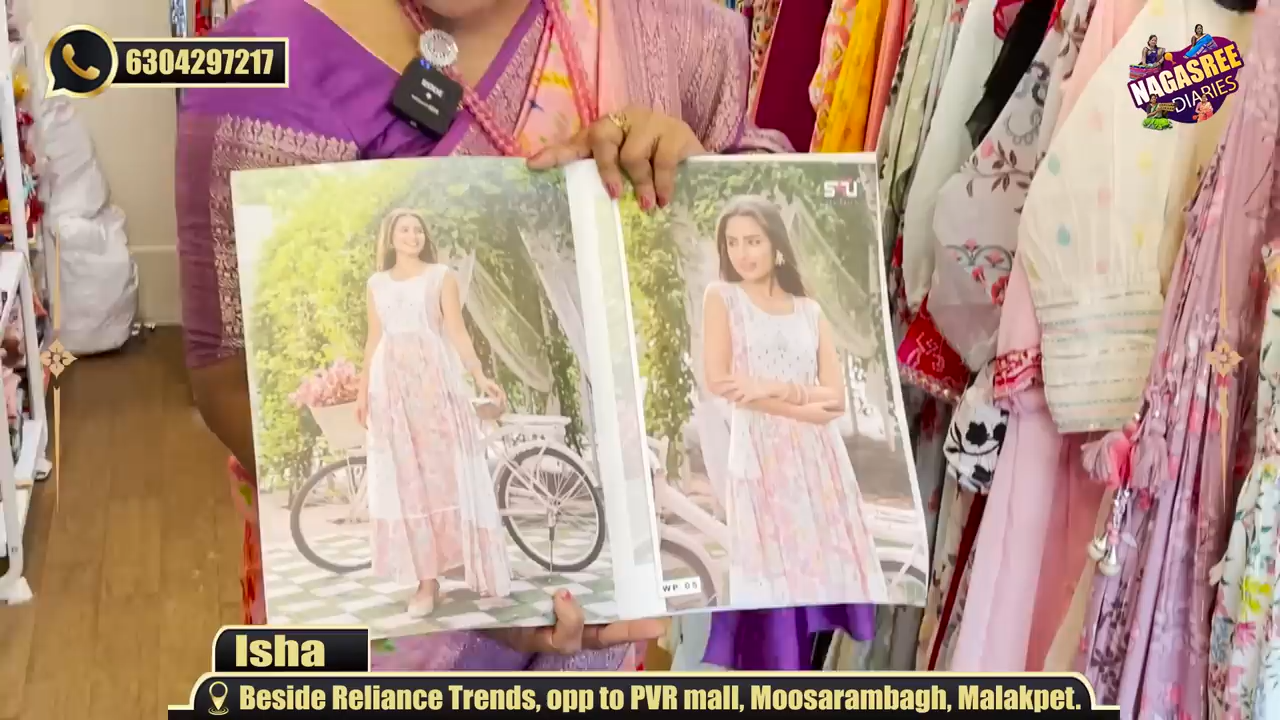 6304297217
NAGASREE
DIARIES
S4U
WP 05
Isha
Beside Reliance Trends, opp to PVR mall, Moosarambagh, Malakpet.